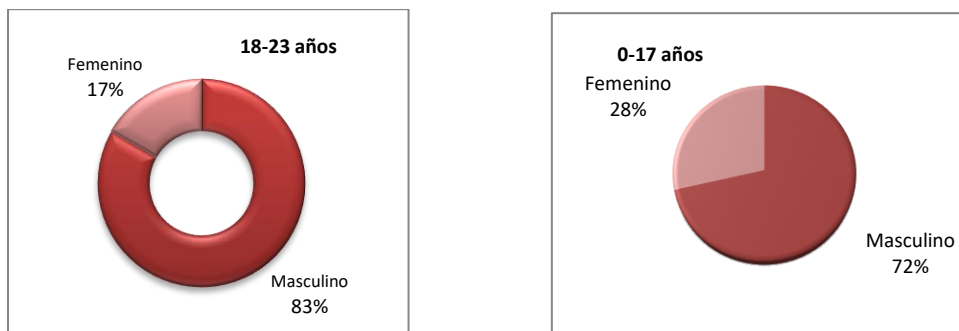 18-23 años
Femenino
17%
Masculino
83%
0-17 años
Femenino
28%
Masculino
72%